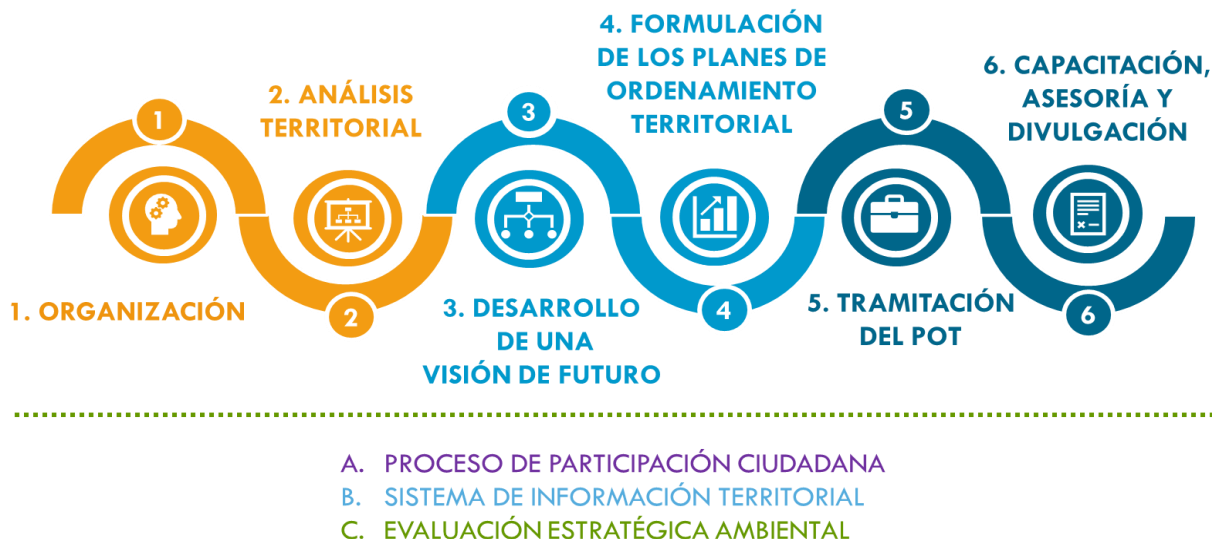 1
1. ORGANIZACIÓN
2. ANÁLISIS
TERRITORIAL
2
3
3. DESARROLLO
DE UNA
VISIÓN DE FUTURO
4. FORMULACIÓN
DE LOS PLANES DE
ORDENAMIENTO
TERRITORIAL
4
5
5. TRAMITACIÓN
DEL POT
6. CAPACITACIÓN,
ASESORÍA Y
DIVULGACIÓN
6
A. PROCESO DE PARTICIPACIÓN CIUDADANA
B. SISTEMA DE INFORMACIÓN TERRITORIAL
C. EVALUACIÓN ESTRATÉGICA AMBIENTAL